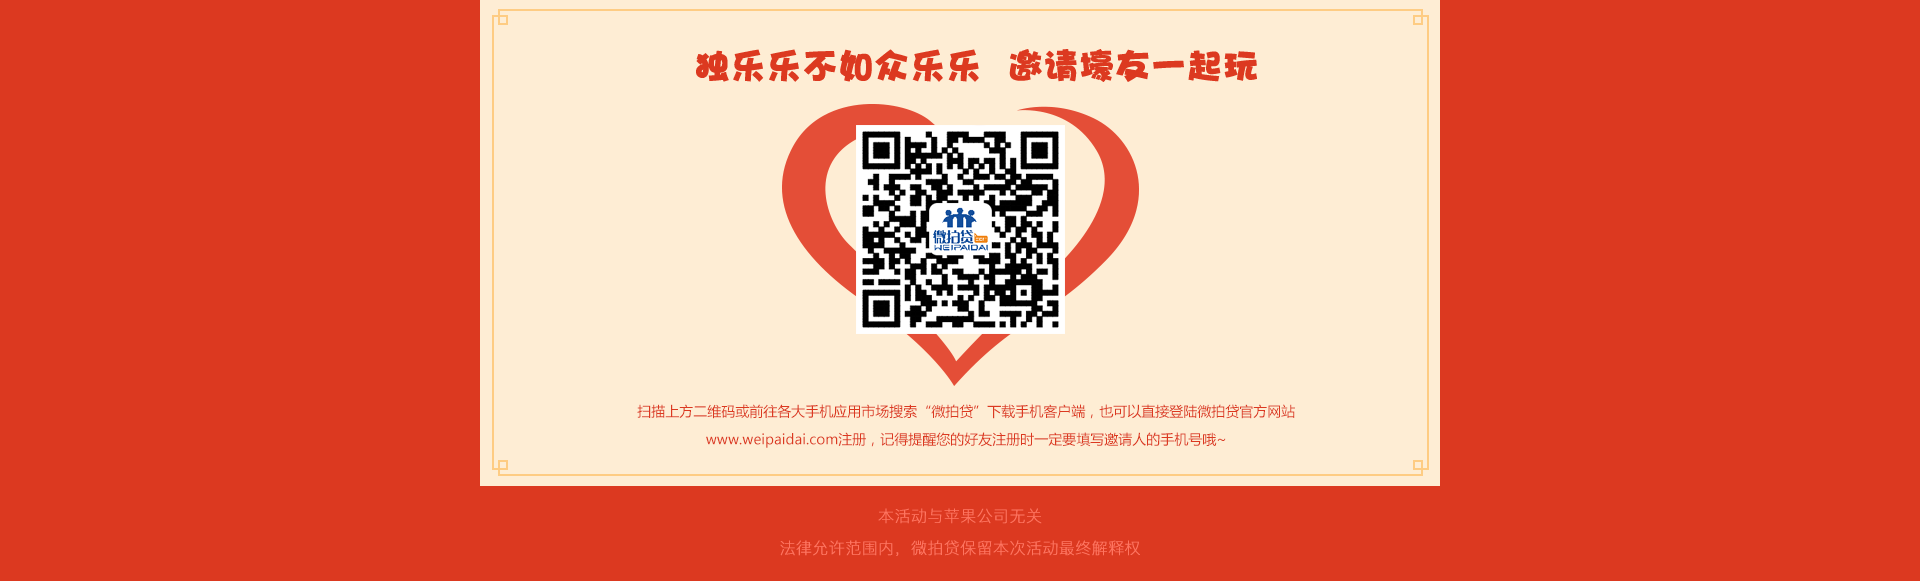 独乐乐不如众乐乐 邀请壕友一起玩
微拍贷
WEIPAIDAI
扫描上方二维码或前往各大手机应用市场搜索“微拍贷”下载手机客户端，也可以直接登陆微拍贷官方网站
www.weipaidai.com注册，记得提醒您的好友注册时一定要填写邀请人的手机号哦~
本活动与苹果公司无关
法律允许范围内，微拍贷保留本次活动最终解释权